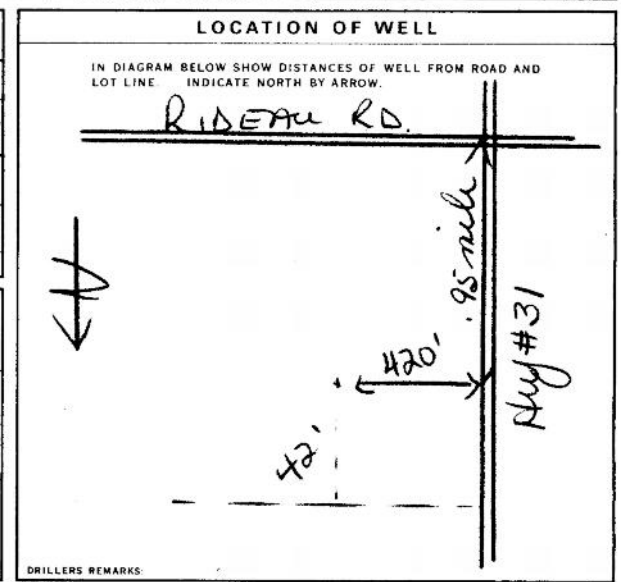 LOCATION OF WELL
IN DIAGRAM BELOW SHOW DISTANCES OF WELL FROM ROAD AND
LOT LINE. INDICATE NORTH BY ARROW.
RIDEAU RD.
N
.95 mile
Hwy #31
420'
42'
DRILLERS REMARKS: